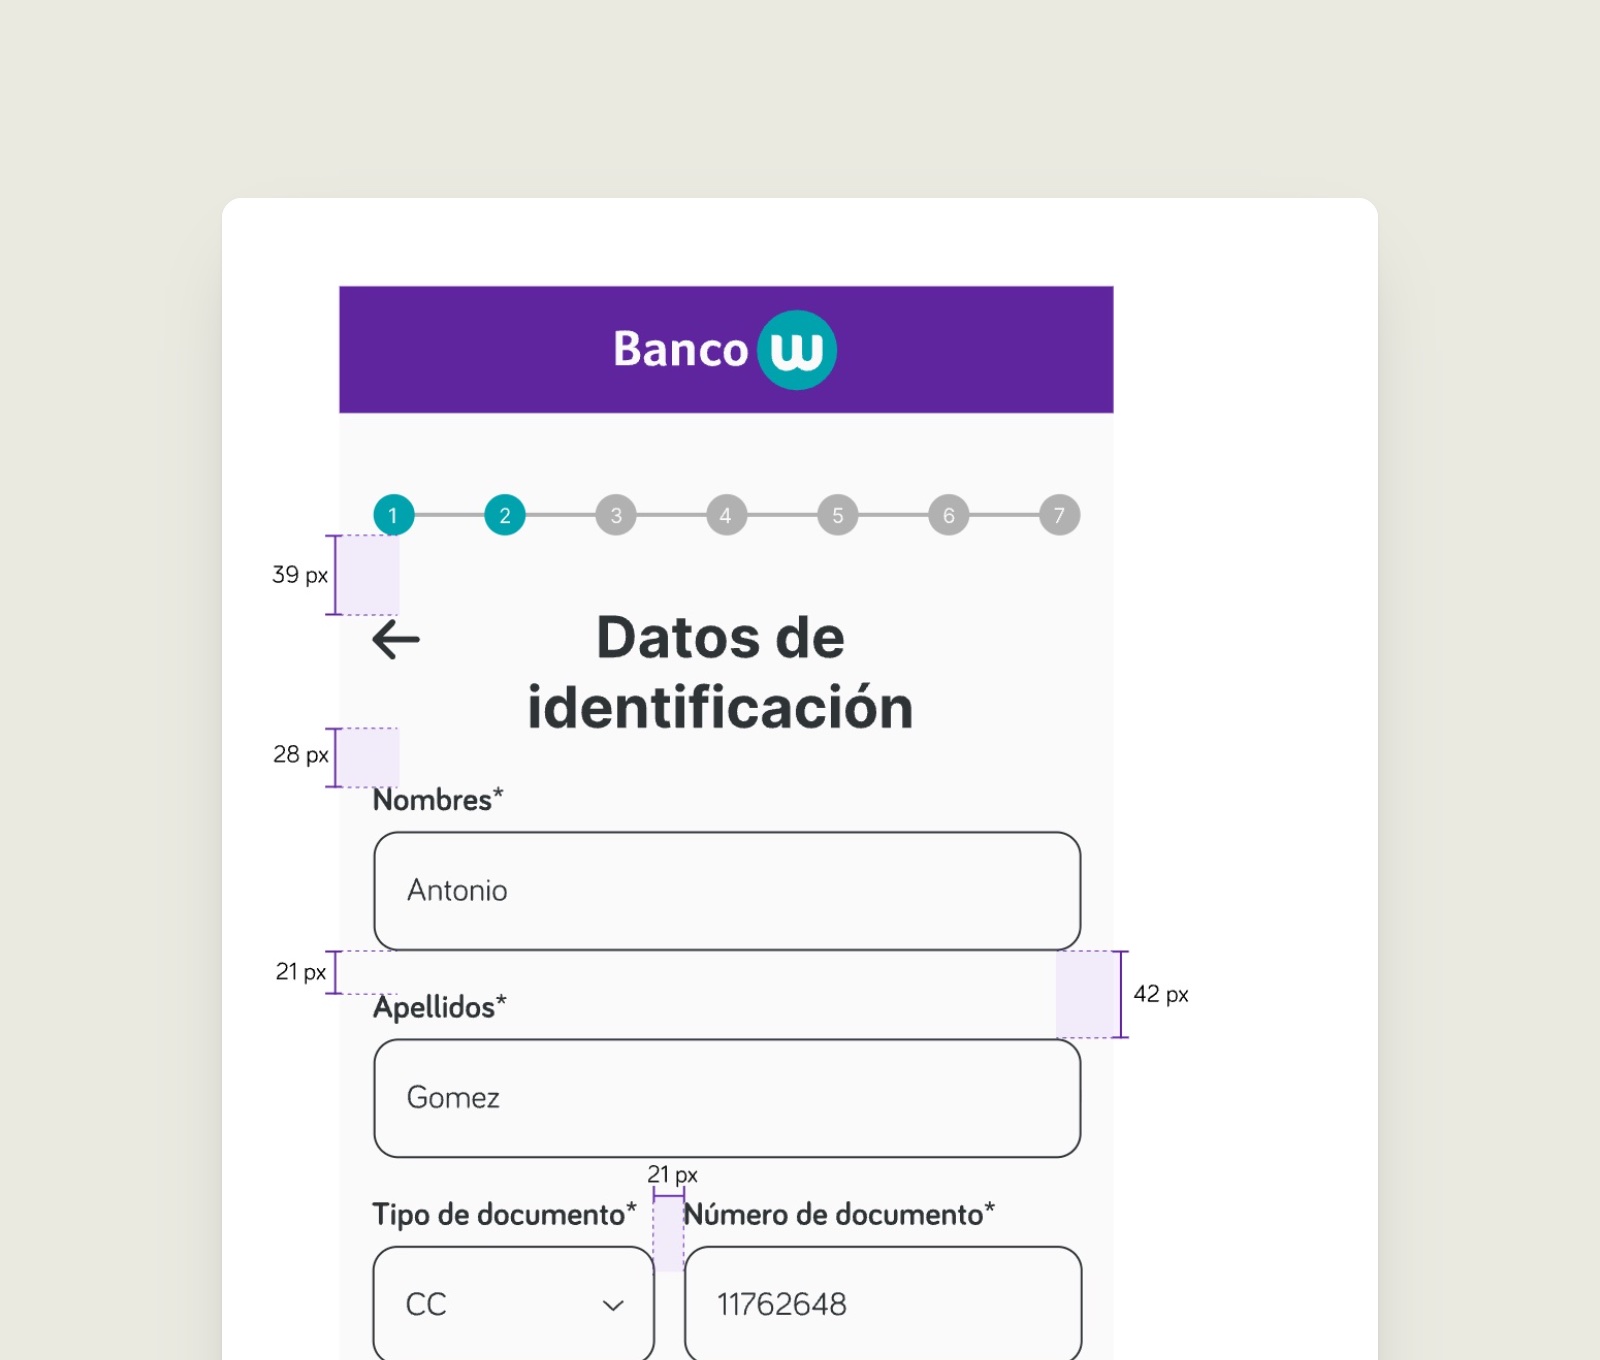 Banco W
1 2 3 4 5 6 7
39 px
Datos de
identificación
28 px
Nombres*
Antonio
21 px
42 px
Apellidos*
Gomez
21 px
Tipo de documento* Número de documento*
CC 11762648